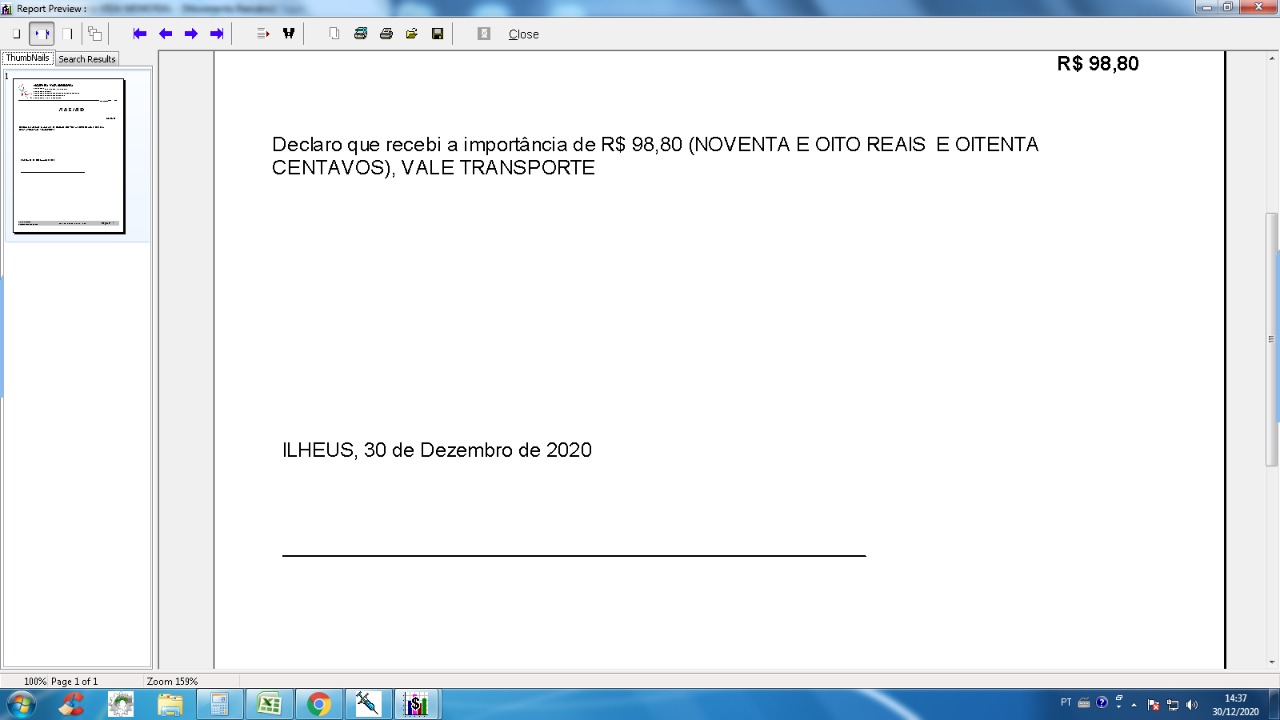 Report Preview :
Close
ThumbNails
Search Results
1
R$ 98,80
Declaro que recebi a importância de R$ 98,80 (NOVENTA E OITO REAIS  E OITENTA
CENTAVOS), VALE TRANSPORTE
ILHEUS, 30 de Dezembro de 2020
100% Page 1 of 1
Zoom 159%
PT
14:37
30/12/2020